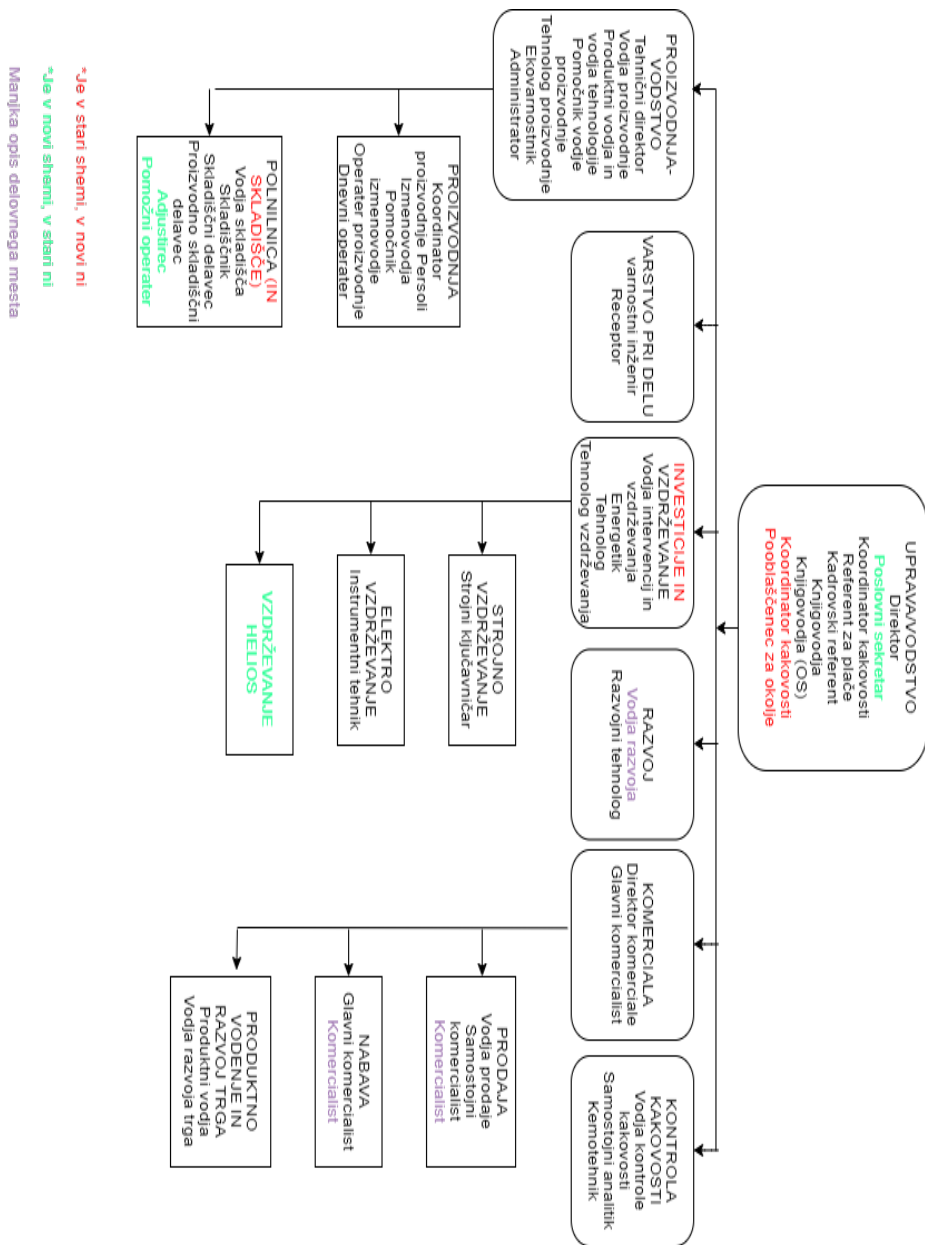 UPRAVA/VODSTVO
Direktor
Poslovni sekretar
Koordinator kakovosti
Referent za plače
Kadrovski referent
Knjigovodja
Knjigovodja (OS)
Koordinator kakovosti
Pooblaščenec za okolje
PROIZVODNJA-
VODSTVO
Tehnični direktor
Vodja proizvodnje
Produktni vodja in
vodja tehnologije
Pomočnik vodje
proizvodnje
Tehnolog proizvodnje
Ekovarnostnik
Administrator
VARSTVO PRI DELU
varnostni inženir
Receptor
INVESTICIJE IN
VZDRŽEVANJE
Vodja intervencij in
vzdrževanja
Energetik
Tehnolog
Tehnolog vzdrževanja
RAZVOJ
Vodja razvoja
Razvojni tehnolog
KOMERCIALA
Direktor komerciale
Glavni komercialist
KONTROLA
KAKOVOSTI
Vodja kontrole
kakovosti
Samostojni analitik
Kemotehnik
PROIZVODNJA
Koordinator
proizvodnje Persoli
Izmenovodja
Pomočnik
izmenovodje
Operater proizvodnje
Dnevni operater
STROJNO
VZDRŽEVANJE
Strojni ključavničar
PRODAJA
Vodja prodaje
Samostojni
komercialist
Komercialist
POLNILNICA (IN
SKLADIŠČE)
Vodja skladišča
Skladiščnik
Skladiščni delavec
Proizvodno skladiščni
delavec
Adjustirec
Pomožni operater
ELEKTRO
VZDRŽEVANJE
Instrumentni tehnik
NABAVA
Glavni komercialist
Komercialist
VZDRŽEVANJE
HELIOS
PRODUKTNO
VODENJE IN
RAZVOJ TRGA
Produktni vodja
Vodja razvoja trga
*Je v stari shemi, v novi ni
*Je v novi shemi, v stari ni
Manjka opis delovnega mesta